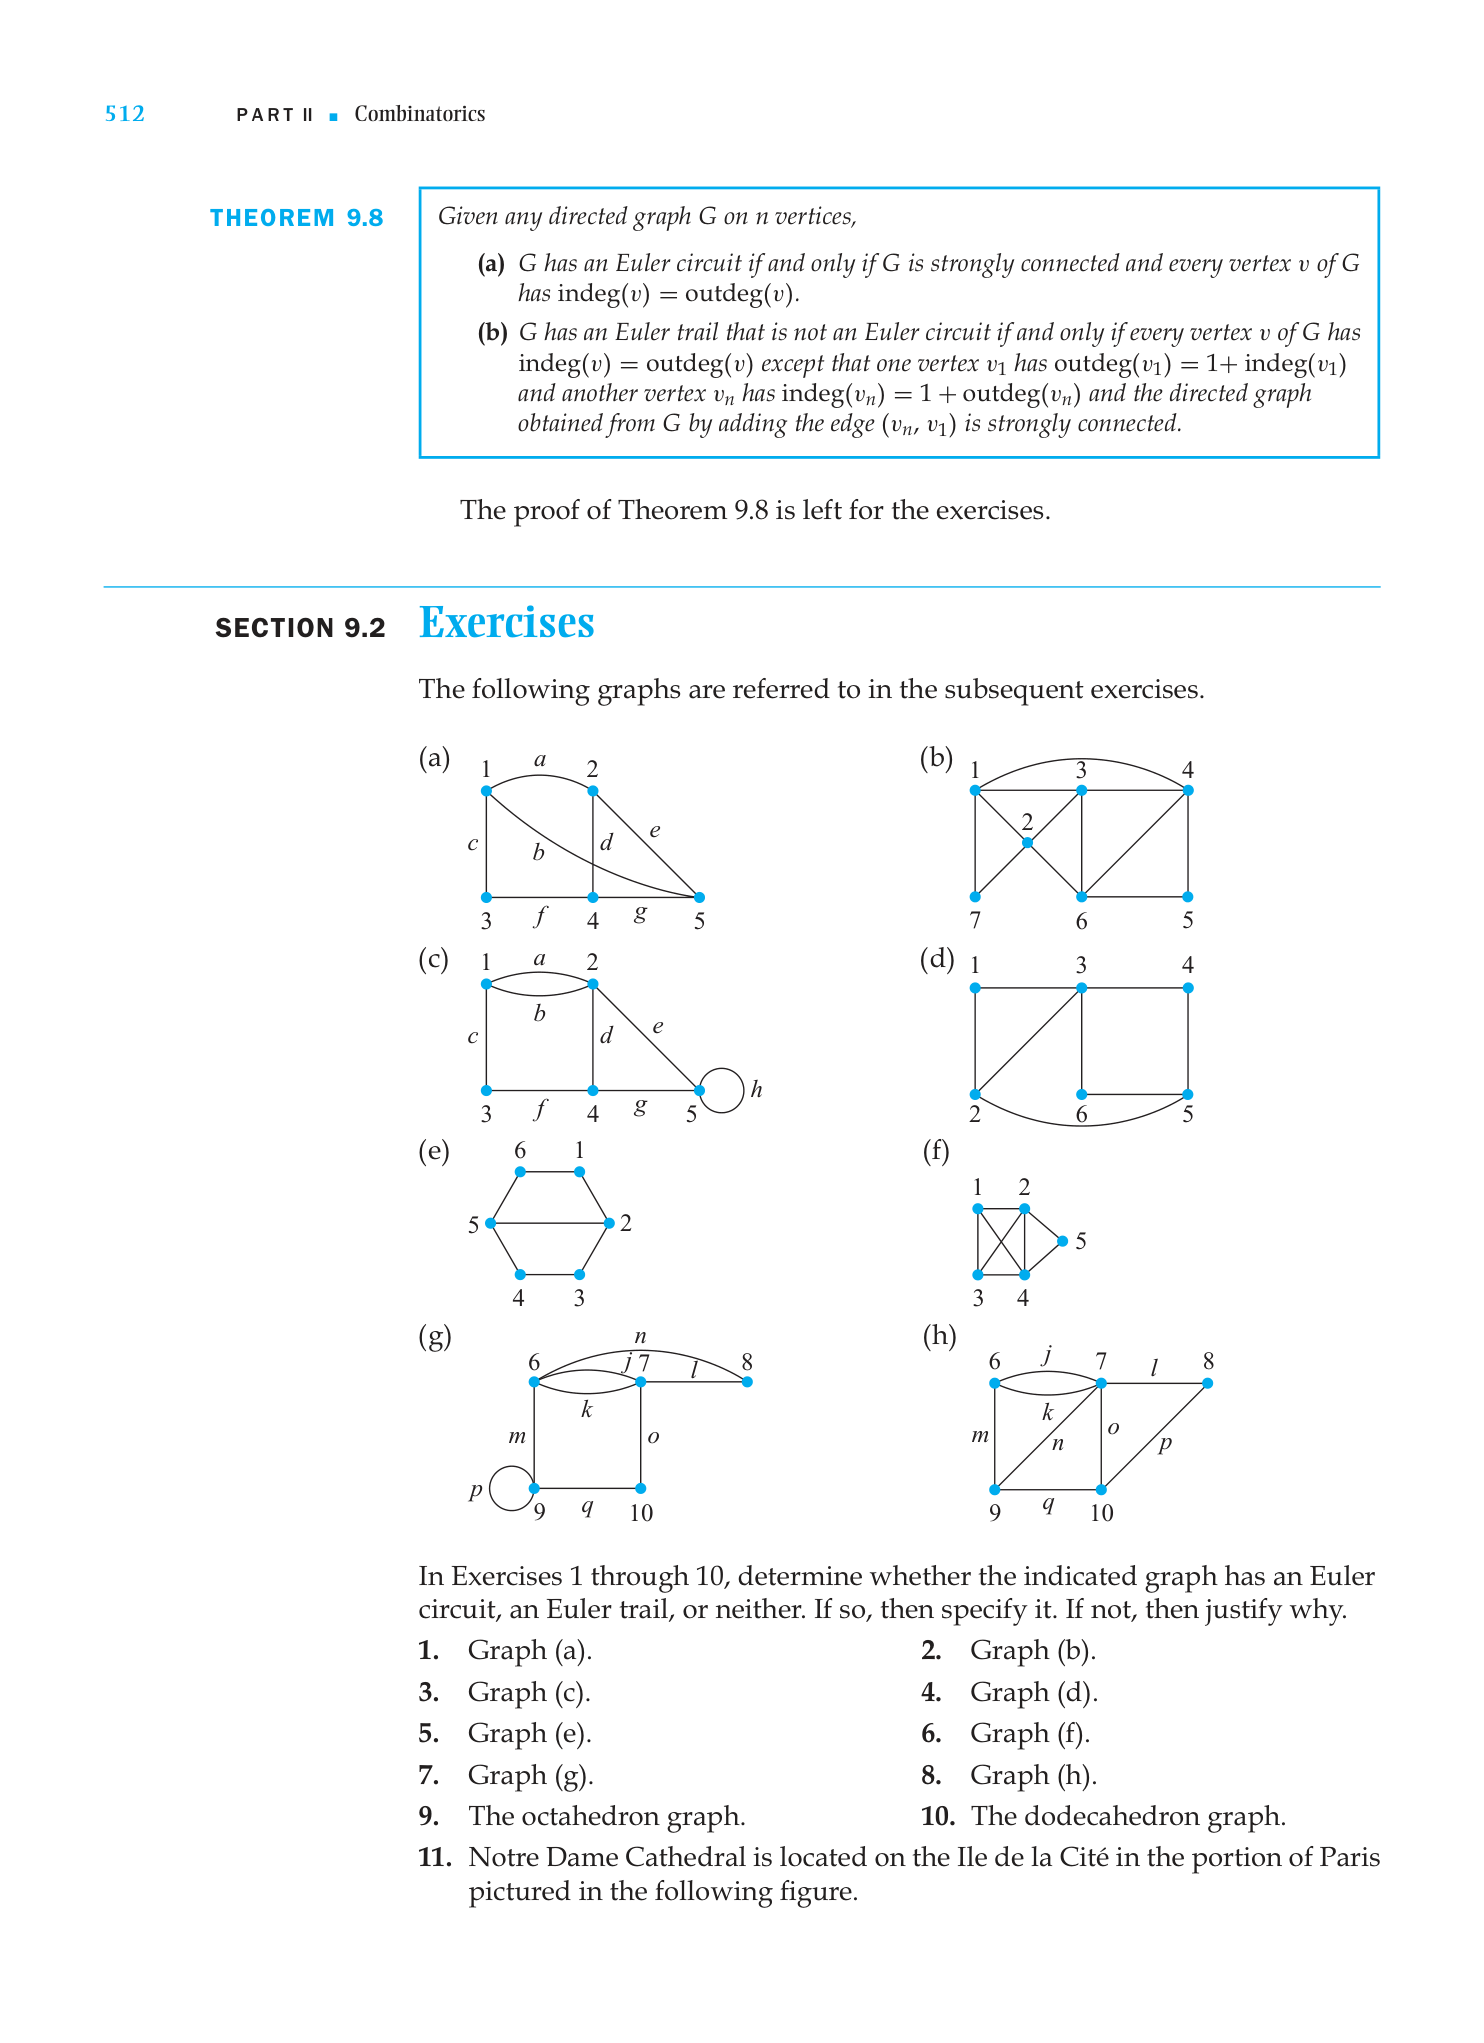 512 PART II ■ Combinatorics
THEOREM 9.8
Given any directed graph G on n vertices,
(a) G has an Euler circuit if and only if G is strongly connected and every vertex v of G
has indeg(v) = outdeg(v).
(b) G has an Euler trail that is not an Euler circuit if and only if every vertex v of G has
indeg(v) = outdeg(v) except that one vertex v₁ has outdeg(v₁) = 1+ indeg(v₁)
and another vertex vₙ has indeg(vₙ) = 1 + outdeg(vₙ) and the directed graph
obtained from G by adding the edge (vₙ, v₁) is strongly connected.
The proof of Theorem 9.8 is left for the exercises.
SECTION 9.2 Exercises
The following graphs are referred to in the subsequent exercises.
(a)
1 a 2
c b d e
3 f 4 g 5
(b)
1 3 4
2
7 6 5
(c)
1 a 2
b
c d e
h
3 f 4 g 5
(d)
1 3 4
2 6 5
(e)
6 1
5 2
4 3
(f)
1 2
5
3 4
(g)
n
6 j 7 l 8
k
m o
p
9 q 10
(h)
6 j 7 l 8
k
m n o p
9 q 10
In Exercises 1 through 10, determine whether the indicated graph has an Euler
circuit, an Euler trail, or neither. If so, then specify it. If not, then justify why.
1. Graph (a). 2. Graph (b).
3. Graph (c). 4. Graph (d).
5. Graph (e). 6. Graph (f).
7. Graph (g). 8. Graph (h).
9. The octahedron graph. 10. The dodecahedron graph.
11. Notre Dame Cathedral is located on the Ile de la Cité in the portion of Paris
pictured in the following figure.